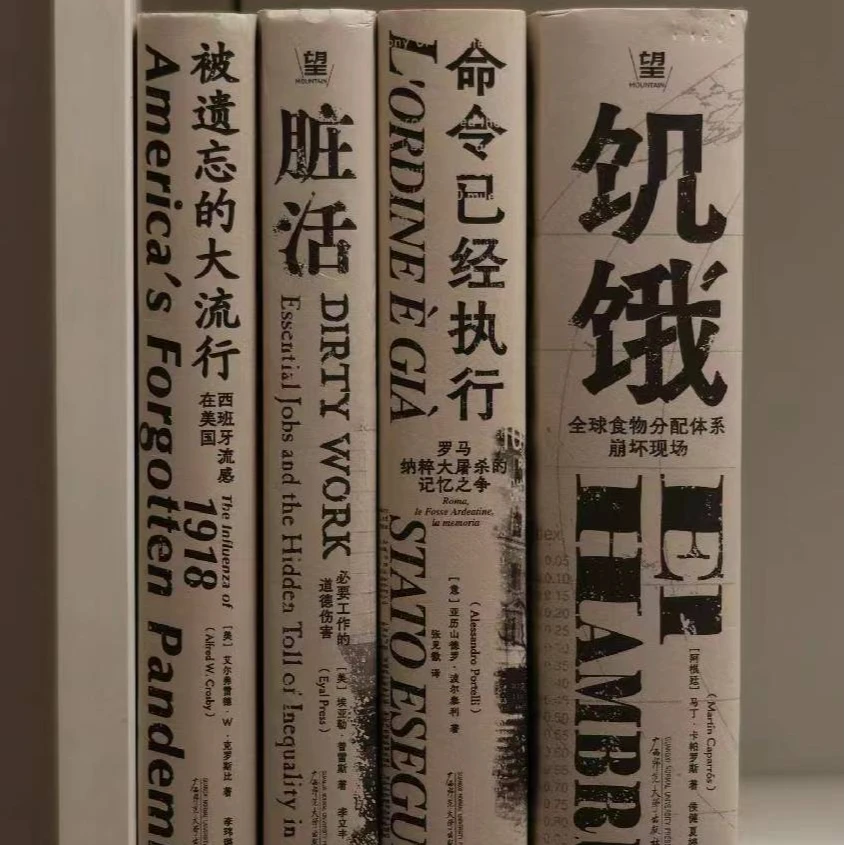 被遗忘的大流行
西班牙流感
在美国
America's Forgotten Pandem
The Influenza of
1918
[美] 艾尔弗雷德·W·克罗斯比 著
(Alfred W. Crosby)
望
MOUNTAIN
脏活
DIRTY WORK
Essential Jobs and the Hidden Toll of Inequality in
必要工作的
道德伤害
[美] 埃亚勒·普雷斯 著
(Eyal Press)
李立丰
命令已经执行
L'ORDINE È GIÀ
STATO ESEGU
罗马
纳粹大屠杀的
记忆之争
Roma,
le Fosse Ardeatine,
la memoria
(Alessandro Portelli)
[意] 亚历山德罗·波尔泰利 著
张见微 译
望
MOUNTAIN
饥饿
全球食物分配体系
崩坏现场
El
HAMBRE
(Martín Caparrós)
[阿根廷] 马丁·卡帕罗斯 著
侯健 夏